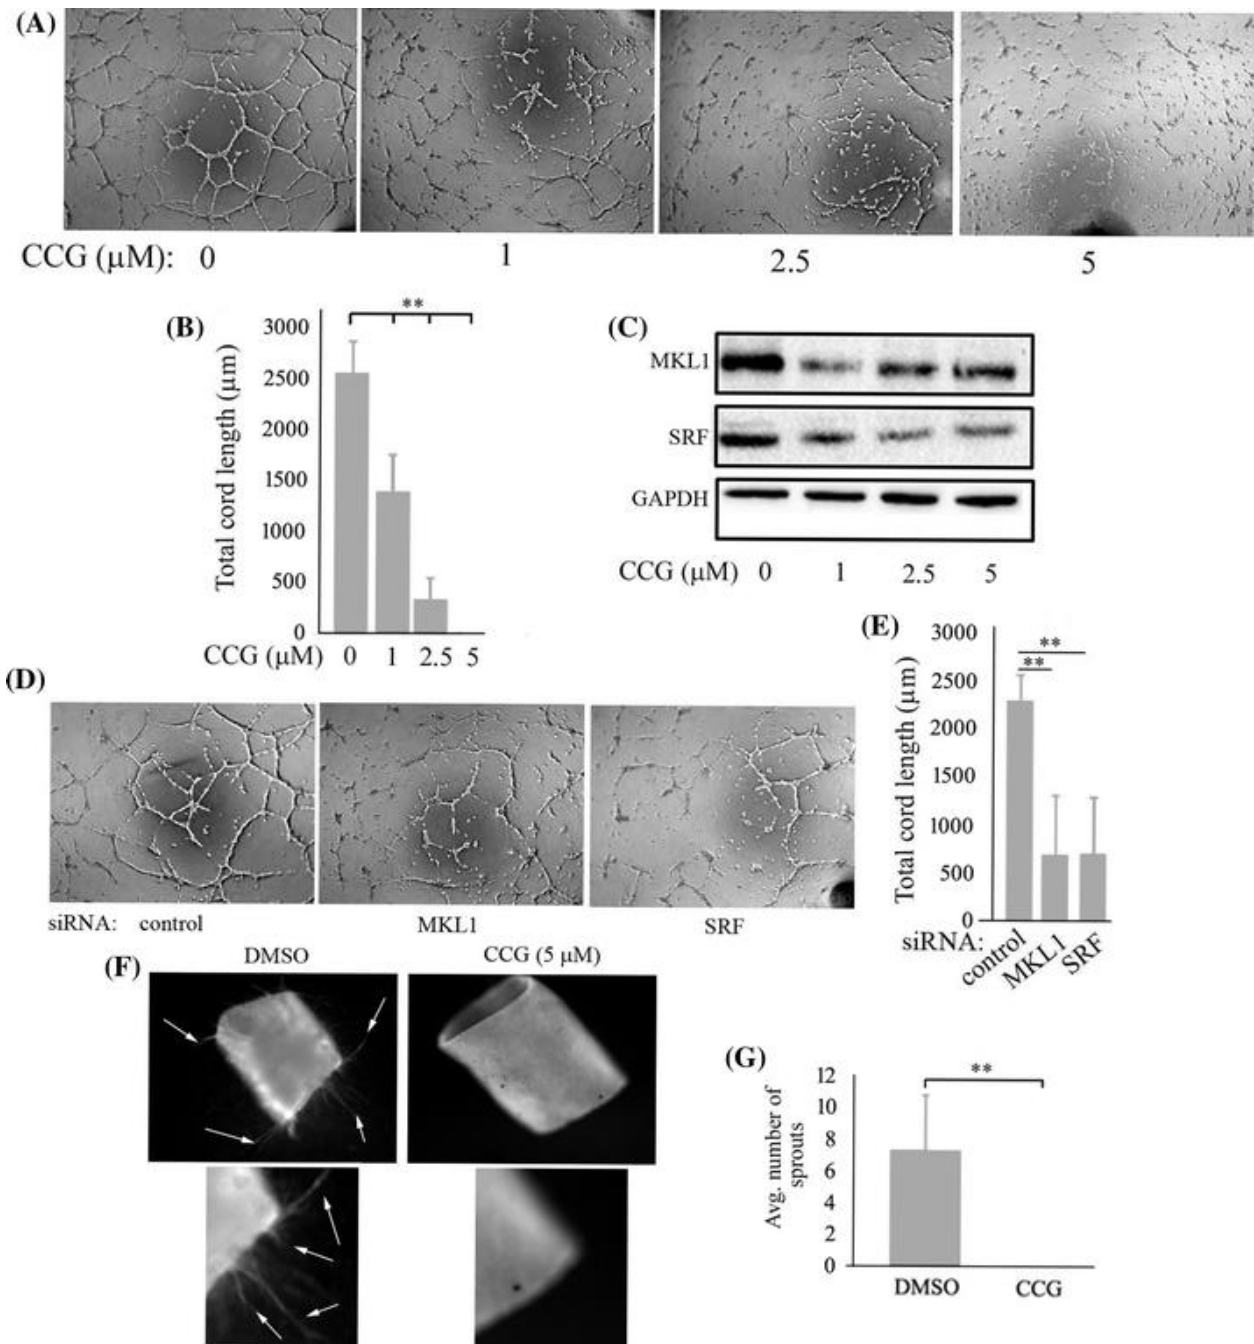 (A)
CCG (μM): 0 1 2.5 5
(B)
Total cord length (μm)
3000
2500
2000
1500
1000
500
0
**
CCG (μM) 0 1 2.5 5
(C)
MKL1
SRF
GAPDH
CCG (μM) 0 1 2.5 5
(D)
siRNA: control MKL1 SRF
(E)
Total cord length (μm)
3000
2500
2000
1500
1000
500
0
**
**
siRNA: control MKL1 SRF
(F)
DMSO CCG (5 μM)
(G)
Avg. number of
sprouts
12
10
8
6
4
2
0
**
DMSO CCG